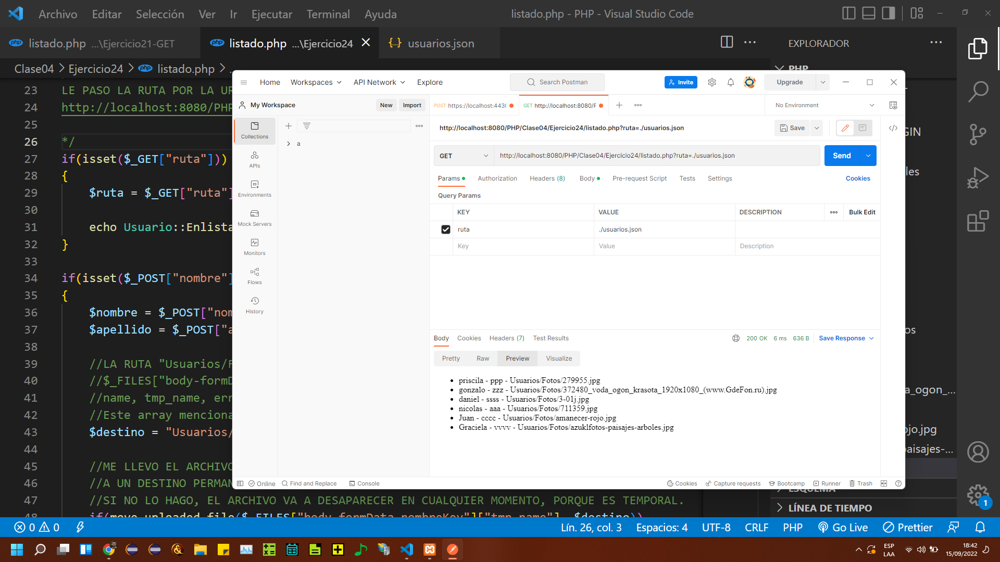 Archivo Editar Selección Ver Ir Ejecutar Terminal Ayuda listado.php - PHP - Visual Studio Code
listado.php ...\Ejercicio21-GET listado.php ...\Ejercicio24 usuarios.json EXPLORADOR
Clase04 > Ejercicio24 > listado.php > .
PHP
23 LE PASO LA RUTA POR LA UR
24 http://localhost:8080/PHP
25
26 */
27 if(isset($_GET["ruta"]))
28 {
29 $ruta = $_GET["ruta"]
30
31 echo Usuario::Enlista
32 }
33
34 if(isset($_POST["nombre"]
35 {
36 $nombre = $_POST["nom
37 $apellido = $_POST["a
38
39 //LA RUTA "Usuarios/F
40 //$_FILES["body-formD
41 //name, tmp_name, err
42 //Este array menciona
43 $destino = "Usuarios/
44
45 //ME LLEVO EL ARCHIVO
46 //A UN DESTINO PERMAN
47 //SI NO LO HAGO, EL ARCHIVO VA A DESAPARECER EN CUALQUIER MOMENTO, PORQUE ES TEMPORAL.
48 if(move_uploaded_file($_FILES["body-formData-nombreKey"]["tmp_name"], $destino))
Home Workspaces API Network Explore Search Postman Invite Upgrade
My Workspace New Import POST https://localhost:4430 GET http://localhost:8080/P No Environment
Collections
APIs
Environments
Mock Servers
Monitors
Flows
History
a
http://localhost:8080/PHP/Clase04/Ejercicio24/listado.php?ruta=./usuarios.json Save
GET http://localhost:8080/PHP/Clase04/Ejercicio24/listado.php?ruta=./usuarios.json Send
Params Authorization Headers (8) Body Pre-request Script Tests Settings Cookies
Query Params
KEY VALUE DESCRIPTION Bulk Edit
ruta ./usuarios.json
Key Value Description
Body Cookies Headers (7) Test Results 200 OK 6 ms 636 B Save Response
Pretty Raw Preview Visualize
priscila - ppp - Usuarios/Fotos/279955.jpg
gonzalo - zzz - Usuarios/Fotos/372480_voda_ogon_krasota_1920x1080_(www.GdeFon.ru).jpg
daniel - ssss - Usuarios/Fotos/3-01j.jpg
nicolas - aaa - Usuarios/Fotos/711359.jpg
Juan - cccc - Usuarios/Fotos/amanecer-rojo.jpg
Graciela - vvvv - Usuarios/Fotos/azuklfotos-paisajes-arboles.jpg
Online Find and Replace Console Cookies Capture requests Bootcamp Runner Trash
GIN
les
os
a_ogon_...
ojo.jpg
paisajes-...
ESQUEMA
LÍNEA DE TIEMPO
1
0 0 Lín. 26, col. 3 Espacios: 4 UTF-8 CRLF PHP Go Live Prettier
ESP
LAA
18:42
15/09/2022